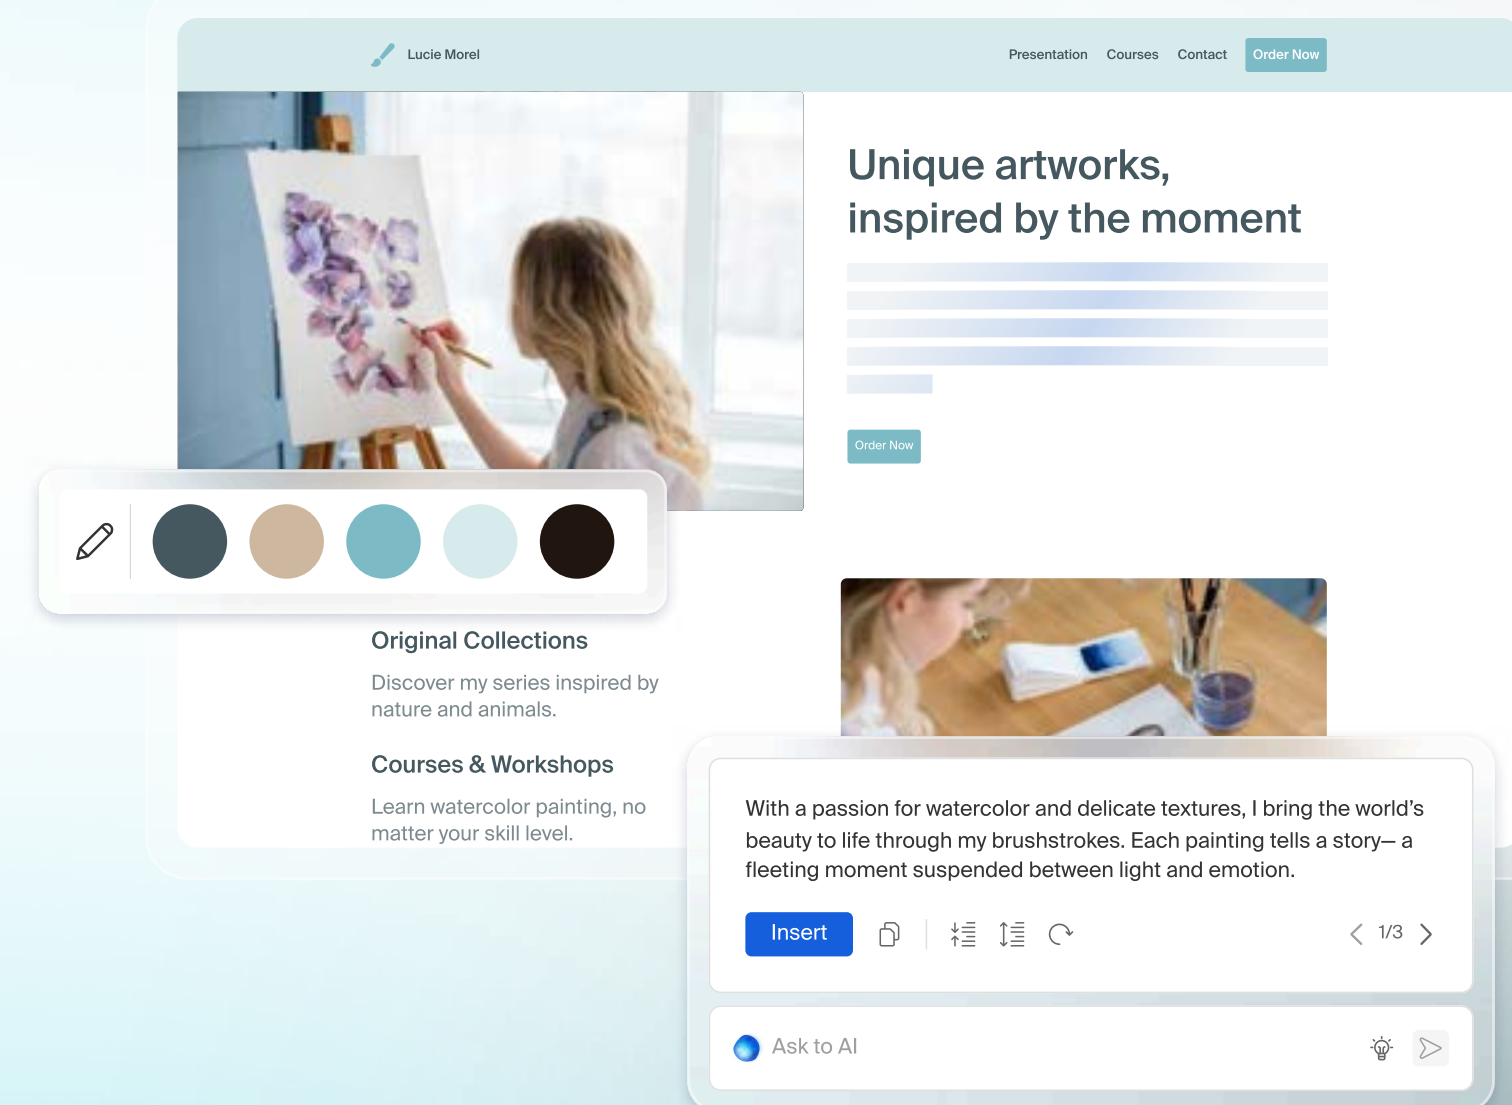 Lucie Morel
Presentation
Courses
Contact
Order Now
Unique artworks,
inspired by the moment
Order Now
Original Collections
Discover my series inspired by
nature and animals.
Courses & Workshops
Learn watercolor painting, no
matter your skill level.
With a passion for watercolor and delicate textures, I bring the world’s
beauty to life through my brushstrokes. Each painting tells a story— a
fleeting moment suspended between light and emotion.
Insert
1/3
Ask to AI